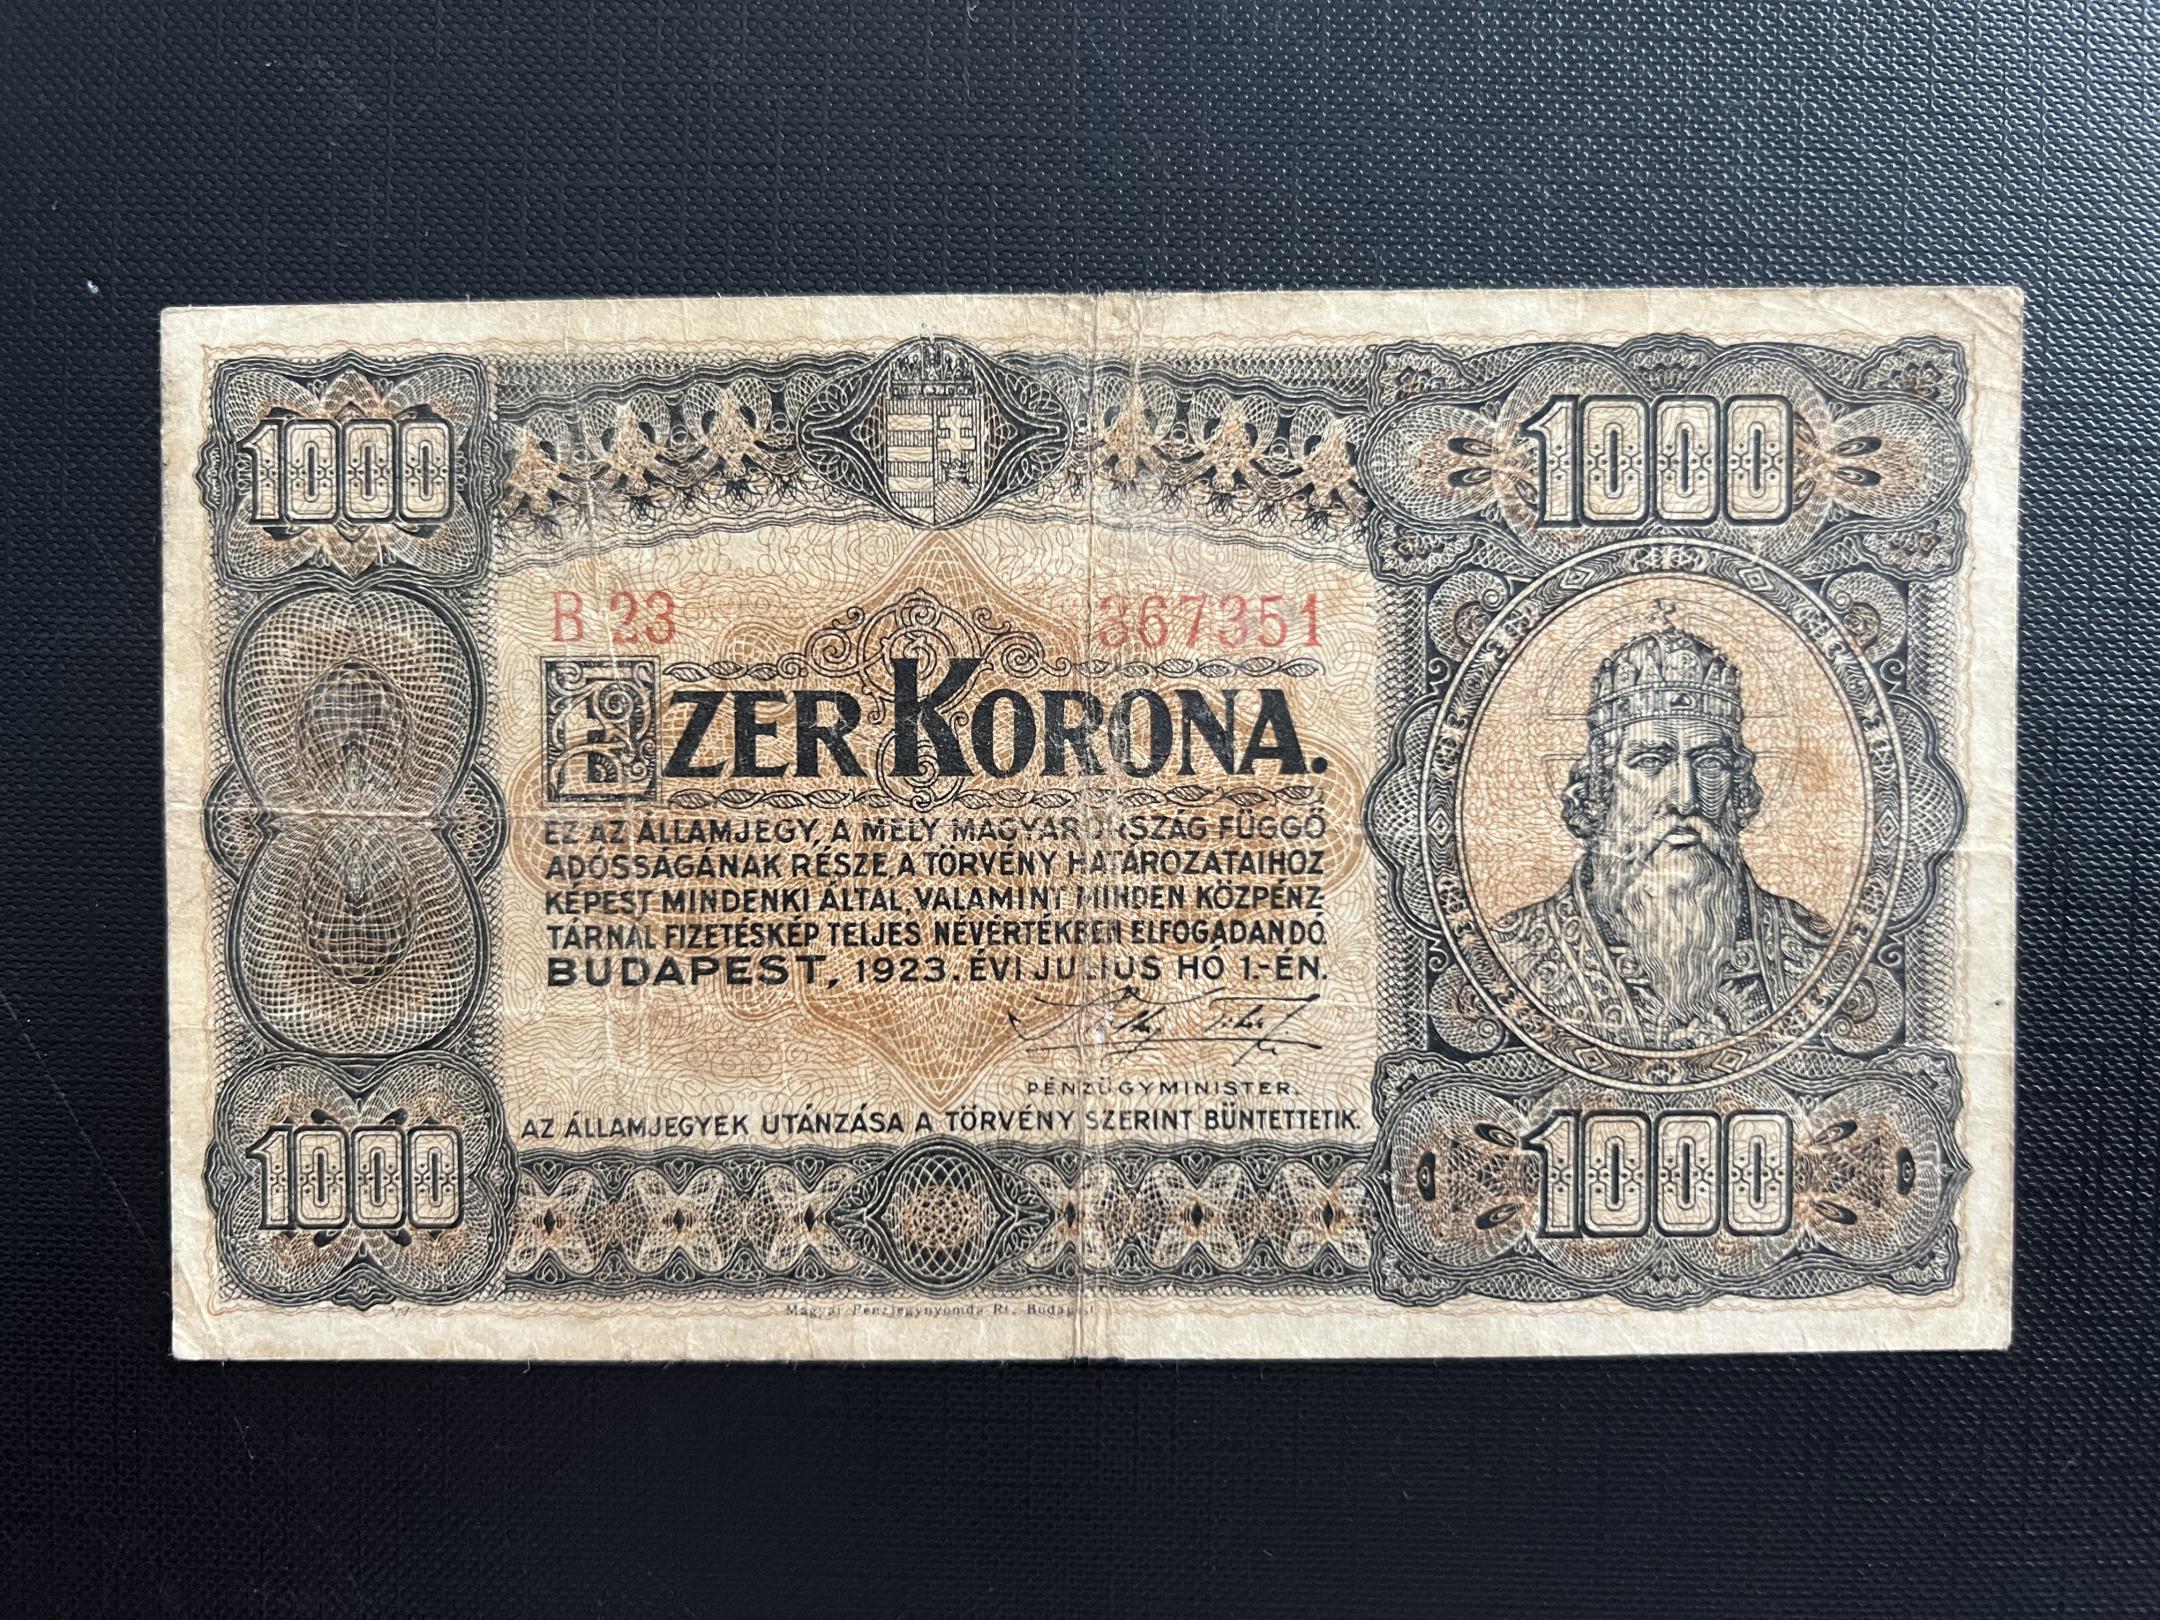 1000
1000
B 23 367351
EZER KORONA.
EZ AZ ÁLLAMJEGY, A MELY MAGYARORSZÁG FÜGGŐ
ADÓSSAGÁNAK RÉSZE, A TÖRVÉNY HATÁROZATAIHOZ
KÉPEST MINDENKI ÁLTAL, VALAMINT MINDEN KÖZPÉNZ-
TÁRNÁL FIZETÉSKÉP TELJES NÉVÉRTÉKBEN ELFOGADANDÓ.
BUDAPEST, 1923. ÉVI JULIUS HÓ 1.-ÉN.
PÉNZÜGYMINISTER.
AZ ÁLLAMJEGYEK UTÁNZÁSA A TÖRVÉNY SZERINT BÜNTETTETIK.
1000
1000
Magyar Pénzjegynyomda Rt. Budapest